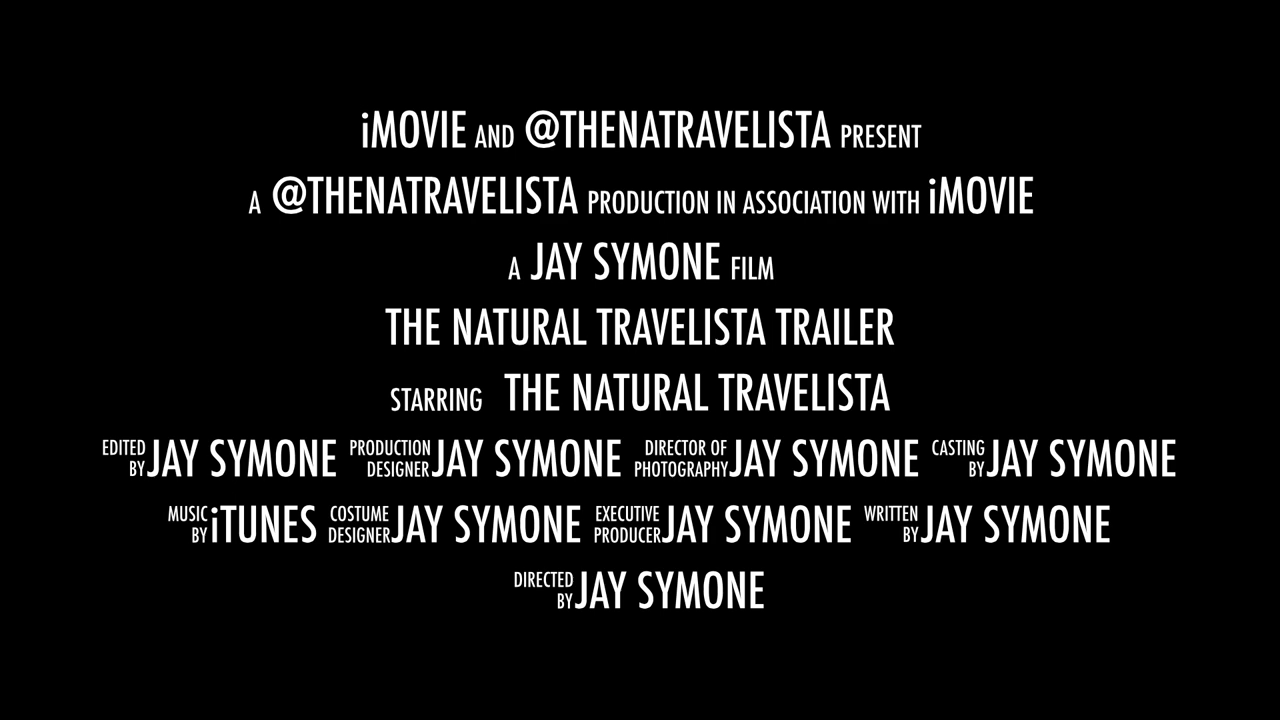 iMOVIE AND @THENATRAVELISTA PRESENT
A @THENATRAVELISTA PRODUCTION IN ASSOCIATION WITH iMOVIE
A JAY SYMONE FILM
THE NATURAL TRAVELISTA TRAILER
STARRING THE NATURAL TRAVELISTA
EDITED BY JAY SYMONE PRODUCTION DESIGNER JAY SYMONE DIRECTOR OF PHOTOGRAPHY JAY SYMONE CASTING BY JAY SYMONE
MUSIC BY iTUNES COSTUME DESIGNER JAY SYMONE EXECUTIVE PRODUCER JAY SYMONE WRITTEN BY JAY SYMONE
DIRECTED BY JAY SYMONE